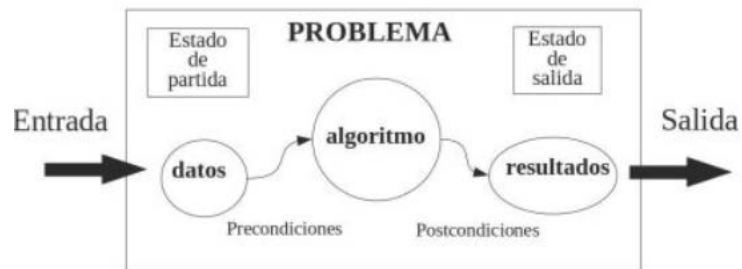 PROBLEMA
Estado
de
partida
Estado
de
salida
Entrada
datos
algoritmo
resultados
Salida
Precondiciones
Postcondiciones